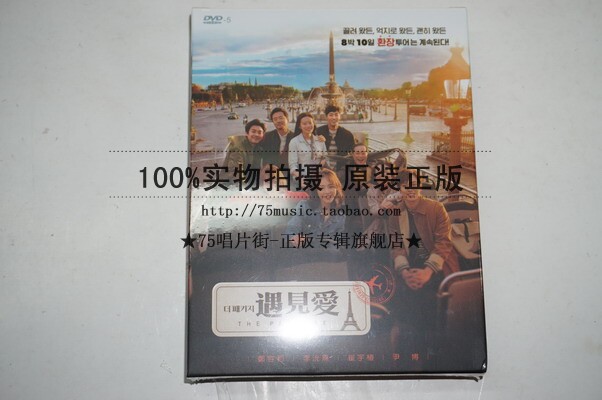 DVD-5
끌려 왔든, 억지로 왔든, 괜히 왔든
8박 10일 환장 투어는 계속된다!
100%实物拍摄 原装正版
http://75music.taobao.com
★75唱片街-正版专辑旗舰店★
더 패키지 遇見愛
THE